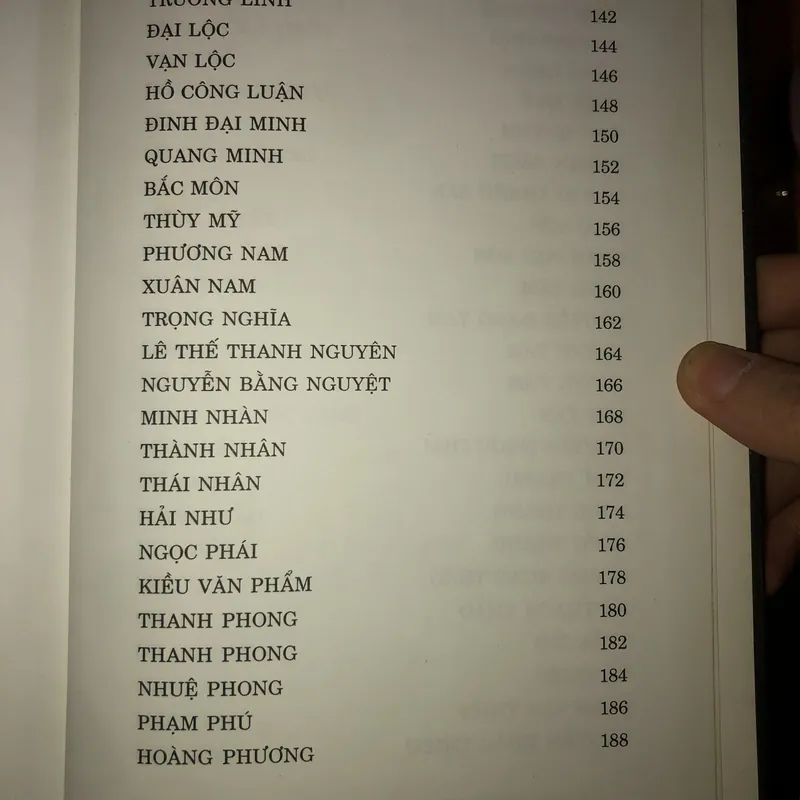 LINH 142
ĐẠI LỘC 144
VẠN LỘC 146
HỒ CÔNG LUẬN 148
ĐINH ĐẠI MINH 150
QUANG MINH 152
BẮC MÔN 154
THÙY MỸ 156
PHƯƠNG NAM 158
XUÂN NAM 160
TRỌNG NGHĨA 162
LÊ THẾ THANH NGUYÊN 164
NGUYỄN BẰNG NGUYỆT 166
MINH NHÀN 168
THÀNH NHÂN 170
THÁI NHÂN 172
HẢI NHƯ 174
NGỌC PHÁI 176
KIỀU VĂN PHẨM 178
THANH PHONG 180
THANH PHONG 182
NHUỆ PHONG 184
PHẠM PHÚ 186
HOÀNG PHƯƠNG 188